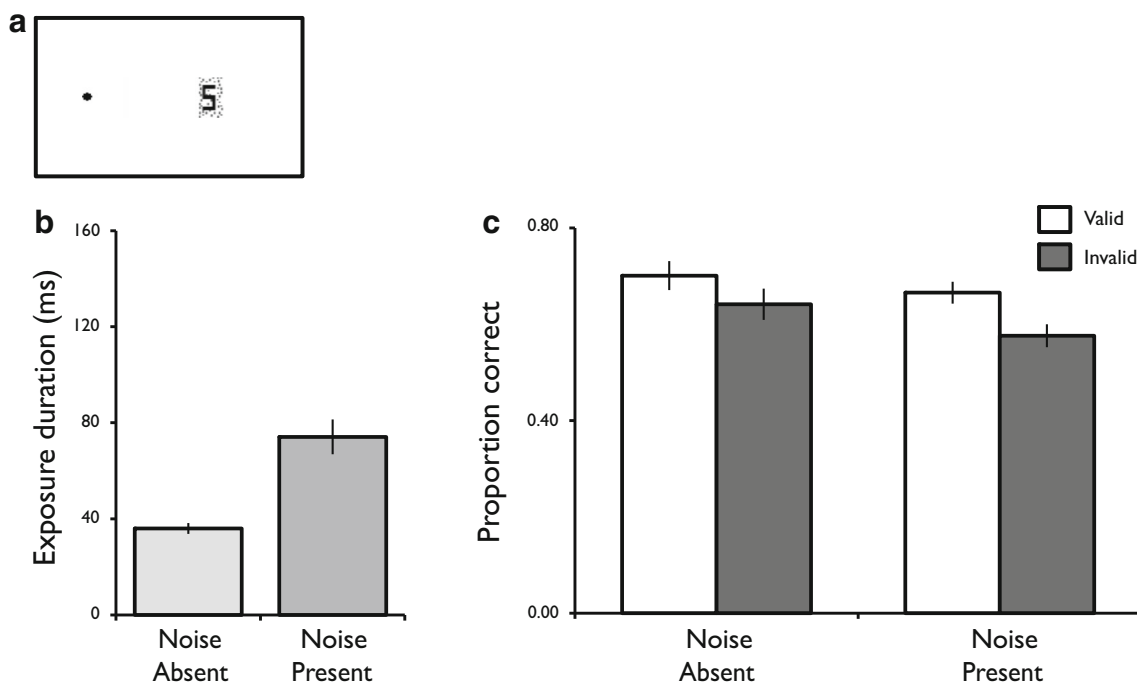 a
5
b
160
120
80
40
0
Exposure duration (ms)
Noise Absent
Noise Present
c
Valid
Invalid
0.80
0.40
0.00
Proportion correct
Noise Absent
Noise Present